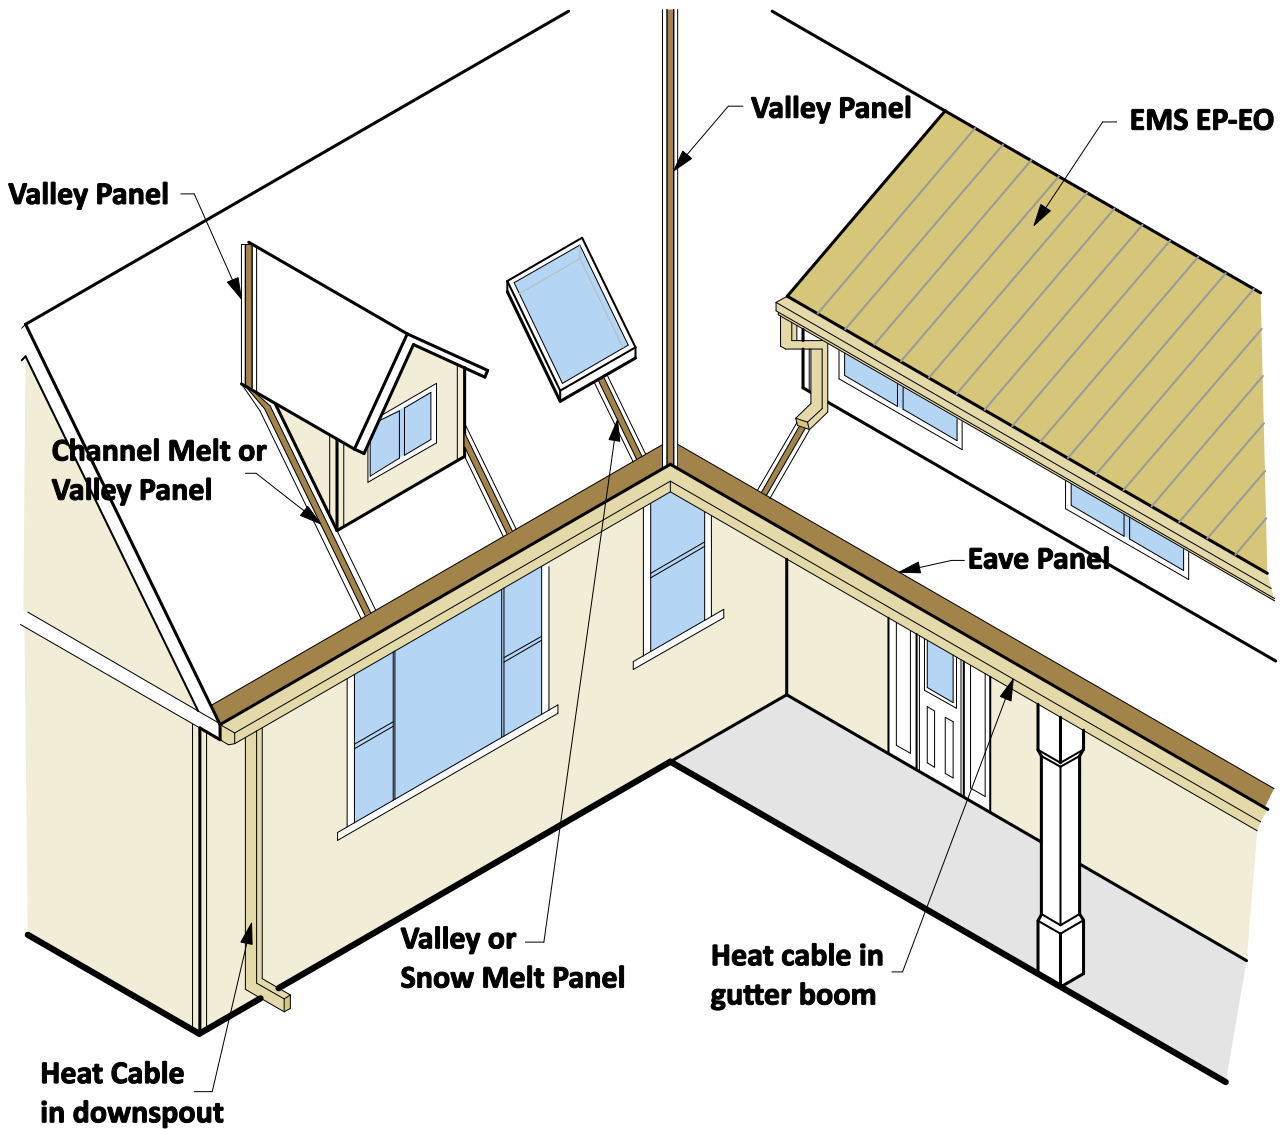 Valley Panel
EMS EP-EO
Valley Panel
Channel Melt or
Valley Panel
Eave Panel
Valley or
Snow Melt Panel
Heat cable in
gutter boom
Heat Cable
in downspout